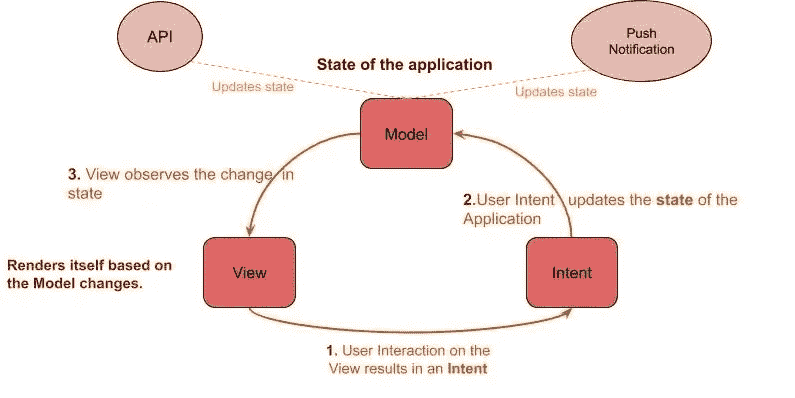 API
Push
Notification
State of the application
Updates state
Updates state
Model
3. View observes the change in
state
2.User Intent updates the state of the
Application
Renders itself based on
the Model changes.
View
Intent
1. User Interaction on the
View results in an Intent